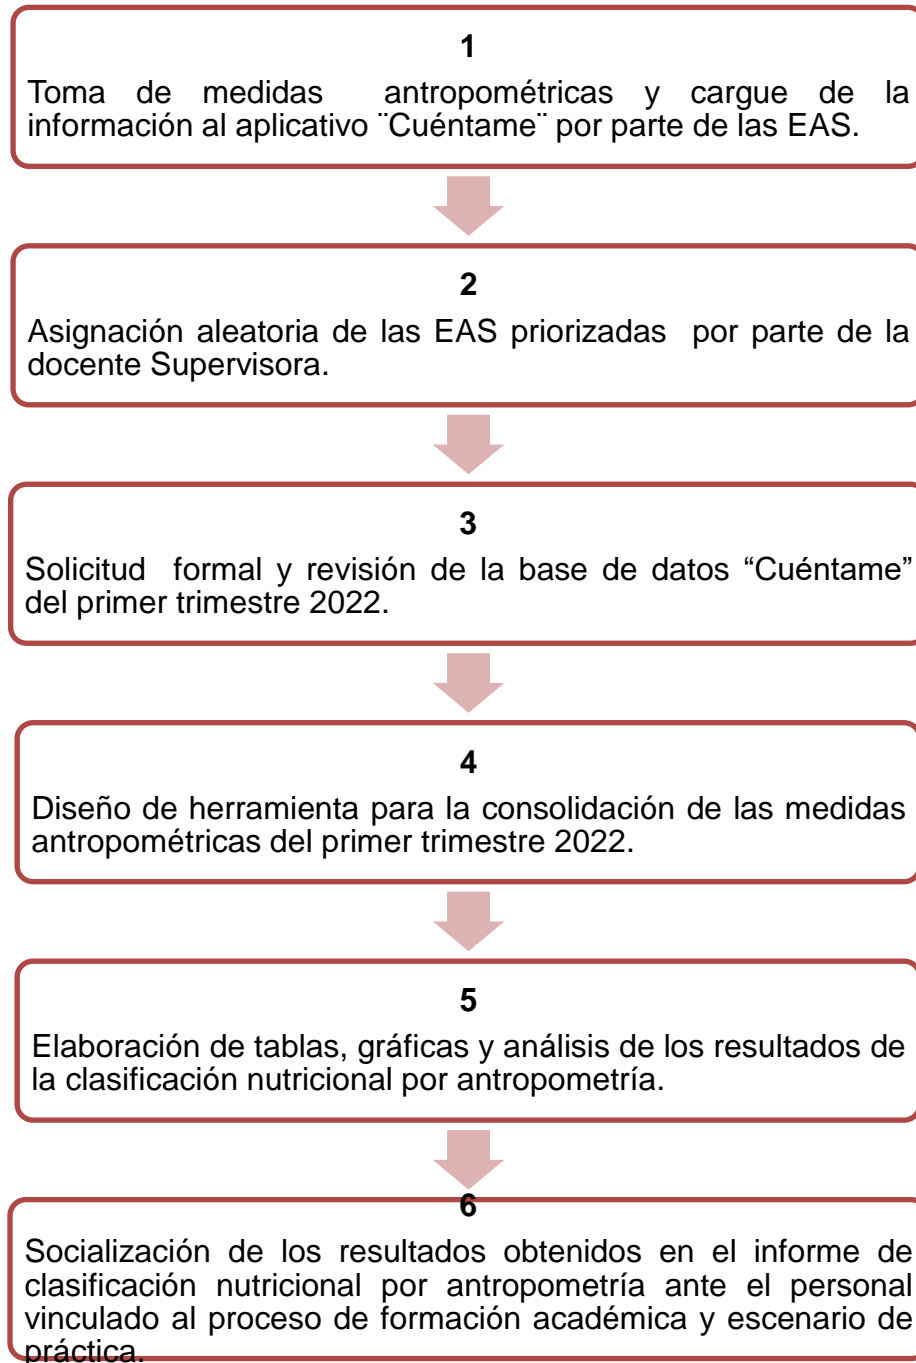 1
Toma de medidas antropométricas y cargue de la
información al aplicativo ¨Cuéntame¨ por parte de las EAS.
2
Asignación aleatoria de las EAS priorizadas por parte de la
docente Supervisora.
3
Solicitud formal y revisión de la base de datos “Cuéntame”
del primer trimestre 2022.
4
Diseño de herramienta para la consolidación de las medidas
antropométricas del primer trimestre 2022.
5
Elaboración de tablas, gráficas y análisis de los resultados de
la clasificación nutricional por antropometría.
6
Socialización de los resultados obtenidos en el informe de
clasificación nutricional por antropometría ante el personal
vinculado al proceso de formación académica y escenario de
práctica.